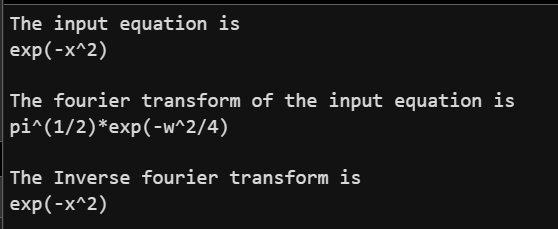 The input equation is
exp(-x^2)
The fourier transform of the input equation is
pi^(1/2)*exp(-w^2/4)
The Inverse fourier transform is
exp(-x^2)